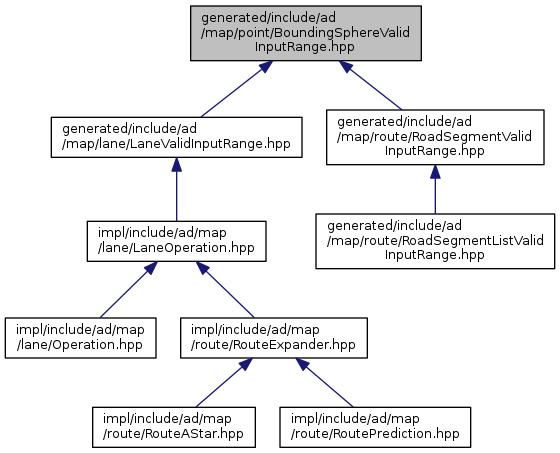 generated/include/ad
/map/point/BoundingSphereValid
InputRange.hpp
generated/include/ad
/map/lane/LaneValidInputRange.hpp
generated/include/ad
/map/route/RoadSegmentValid
InputRange.hpp
impl/include/ad/map
/lane/LaneOperation.hpp
generated/include/ad
/map/route/RoadSegmentListValid
InputRange.hpp
impl/include/ad/map
/lane/Operation.hpp
impl/include/ad/map
/route/RouteExpander.hpp
impl/include/ad/map
/route/RouteAStar.hpp
impl/include/ad/map
/route/RoutePrediction.hpp